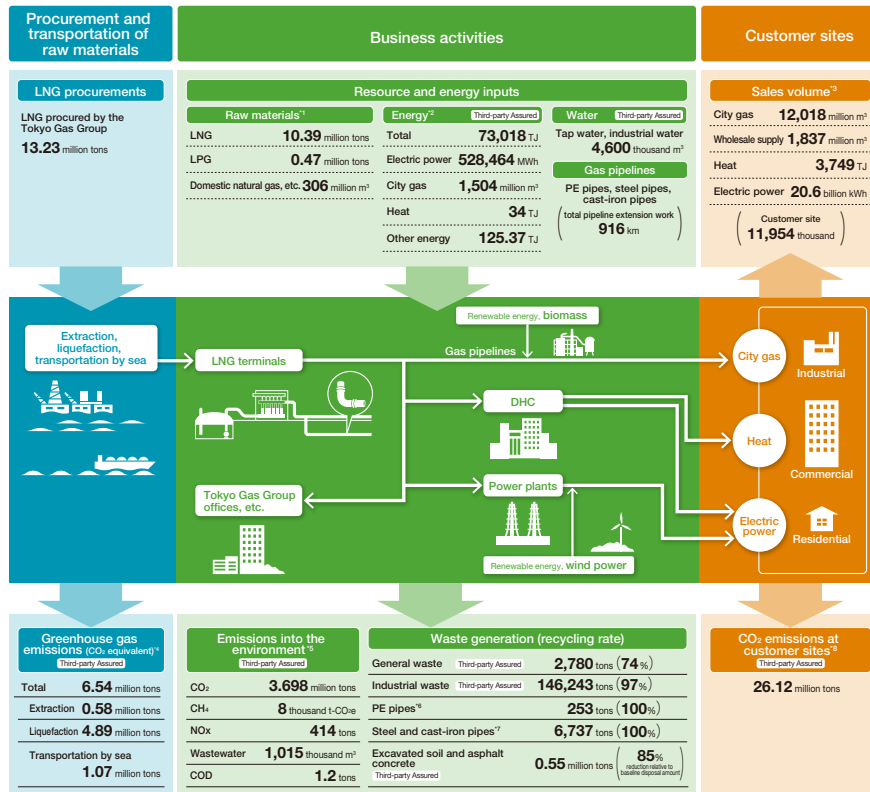 Procurement and
transportation of
raw materials
Business activities
Customer sites
LNG procurements
LNG procured by the
Tokyo Gas Group
13.23 million tons
Resource and energy inputs
Raw materials*1
LNG 10.39 million tons
LPG 0.47 million tons
Domestic natural gas, etc. 306 million m³
Energy*2 Third-party Assured
Total 73,018 TJ
Electric power 528,464 MWh
City gas 1,504 million m³
Heat 34 TJ
Other energy 125.37 TJ
Water Third-party Assured
Tap water, industrial water
4,600 thousand m³
Gas pipelines
PE pipes, steel pipes,
cast-iron pipes
(total pipeline extension work
916 km)
Sales volume*3
City gas 12,018 million m³
Wholesale supply 1,837 million m³
Heat 3,749 TJ
Electric power 20.6 billion kWh
(Customer site
11,954 thousand)
Extraction,
liquefaction,
transportation by sea
LNG terminals
Renewable energy, biomass
Gas pipelines
DHC
Tokyo Gas Group
offices, etc.
Power plants
Renewable energy, wind power
City gas
Heat
Electric
power
Industrial
Commercial
Residential
Greenhouse gas
emissions (CO₂ equivalent)*4
Third-party Assured
Total 6.54 million tons
Extraction 0.58 million tons
Liquefaction 4.89 million tons
Transportation by sea
1.07 million tons
Emissions into the
environment*5
Third-party Assured
CO₂ 3.698 million tons
CH₄ 8 thousand t-CO₂e
NOx 414 tons
Wastewater 1,015 thousand m³
COD 1.2 tons
Waste generation (recycling rate)
General waste Third-party Assured 2,780 tons (74%)
Industrial waste Third-party Assured 146,243 tons (97%)
PE pipes*6 253 tons (100%)
Steel and cast-iron pipes*7 6,737 tons (100%)
Excavated soil and asphalt
concrete
Third-party Assured
0.55 million tons (85%
reduction relative to
baseline disposal amount)
CO₂ emissions at
customer sites*8
Third-party Assured
26.12 million tons